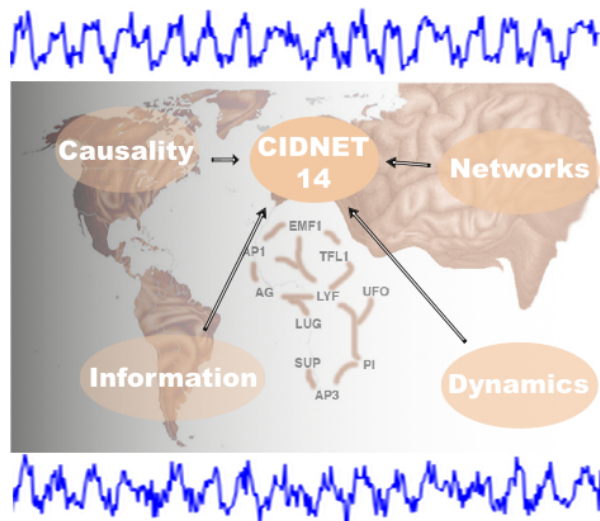 Causality
CIDNET
14
Networks
EMF1
AP1
TFL1
AG
LYF
UFO
LUG
SUP
PI
AP3
Information
Dynamics